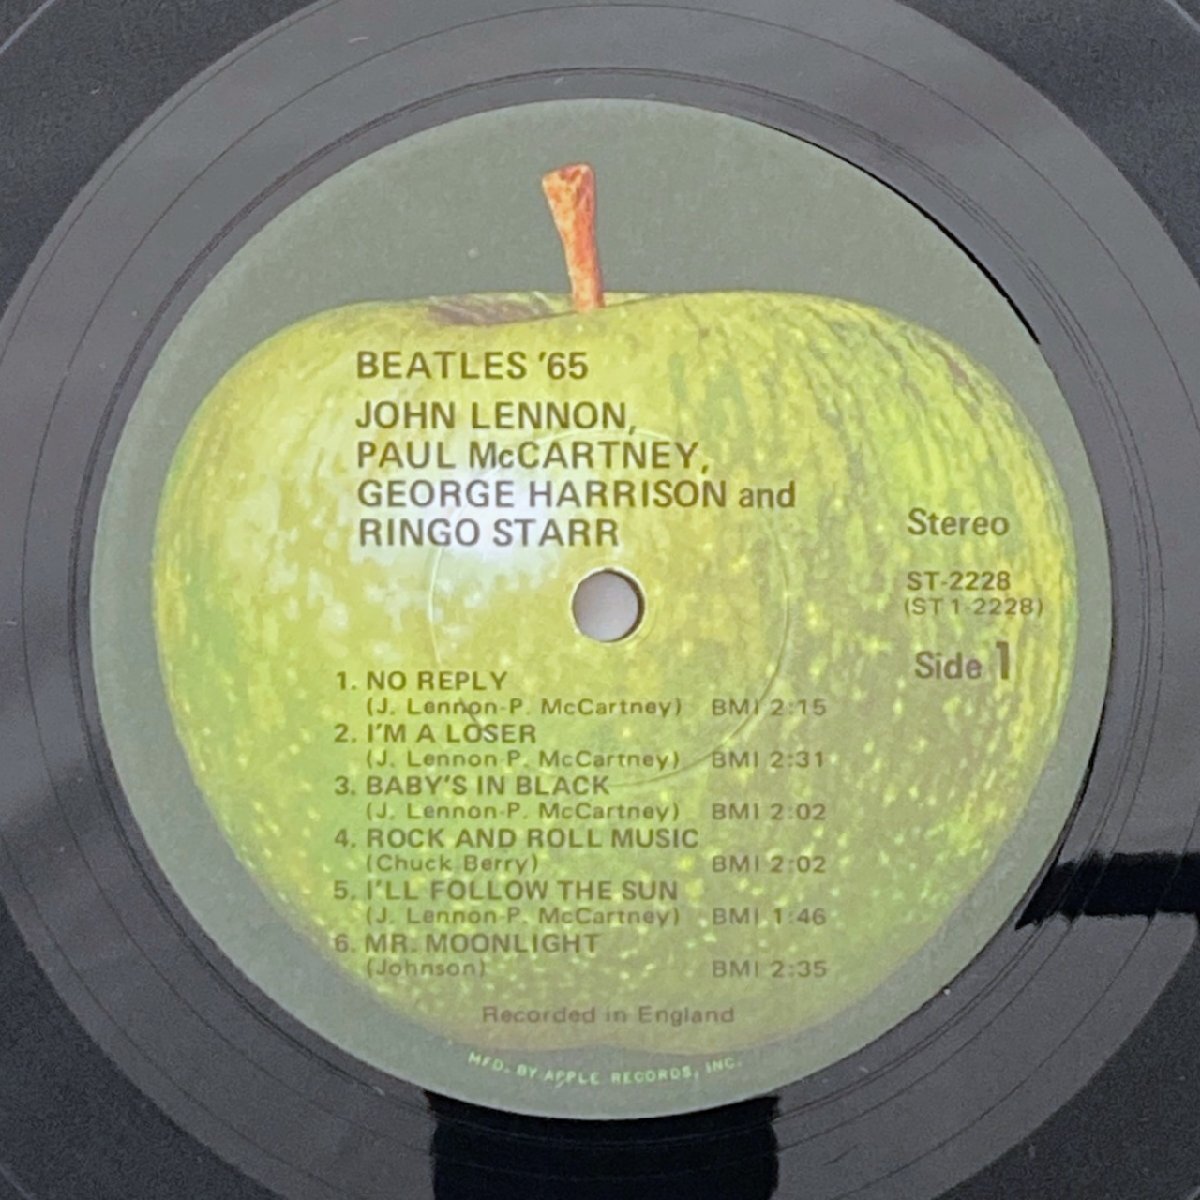 BEATLES '65
JOHN LENNON,
PAUL McCARTNEY,
GEORGE HARRISON and
RINGO STARR
Stereo
ST-2228
(ST 1-2228)
Side 1
1. NO REPLY
(J. Lennon-P. McCartney) BMI 2:15
2. I'M A LOSER
(J. Lennon-P. McCartney) BMI 2:31
3. BABY'S IN BLACK
(J. Lennon-P. McCartney) BMI 2:02
4. ROCK AND ROLL MUSIC
(Chuck Berry) BMI 2:02
5. I'LL FOLLOW THE SUN
(J. Lennon-P. McCartney) BMI 1:46
6. MR. MOONLIGHT
(Johnson) BMI 2:35
Recorded in England
MFD. BY APPLE RECORDS, INC.